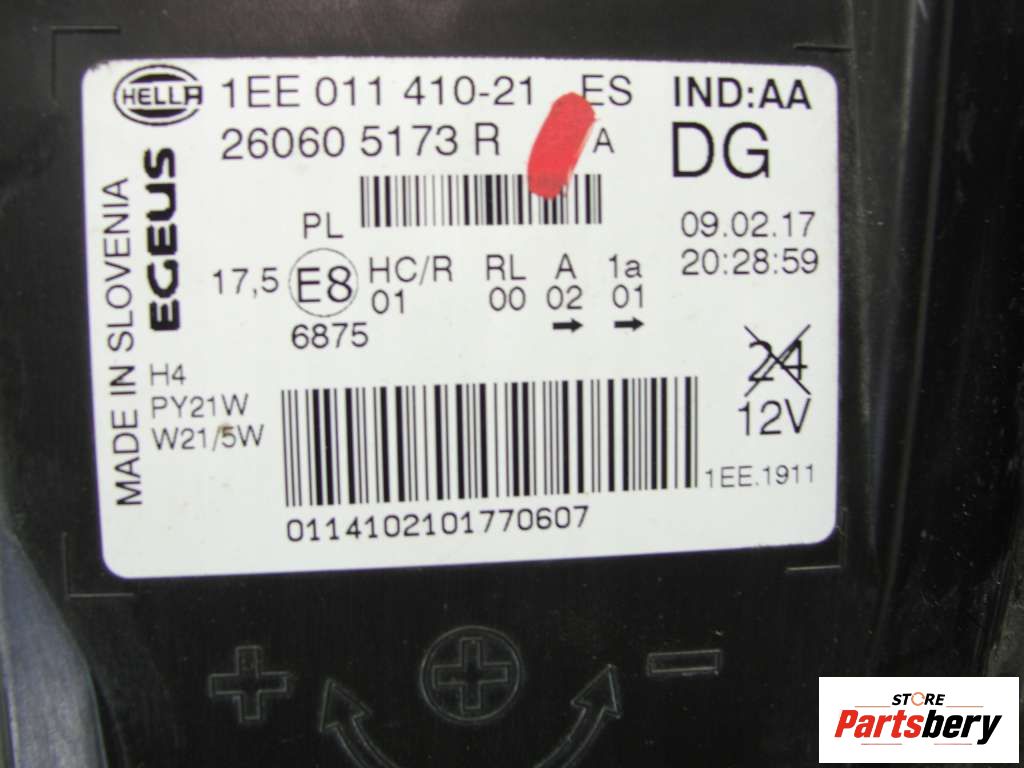 HELLA 1EE 011 410-21 ES IND:AA
26060 5173 R A DG
MADE IN SLOVENIA
EGEUS
PL
09.02.17
20:28:59
17,5 E8 HC/R RL A 1a
01 00 02 01
6875
H4
PY21W
W21/5W
24
12V
1EE.1911
0114102101770607
STORE
Partsbery